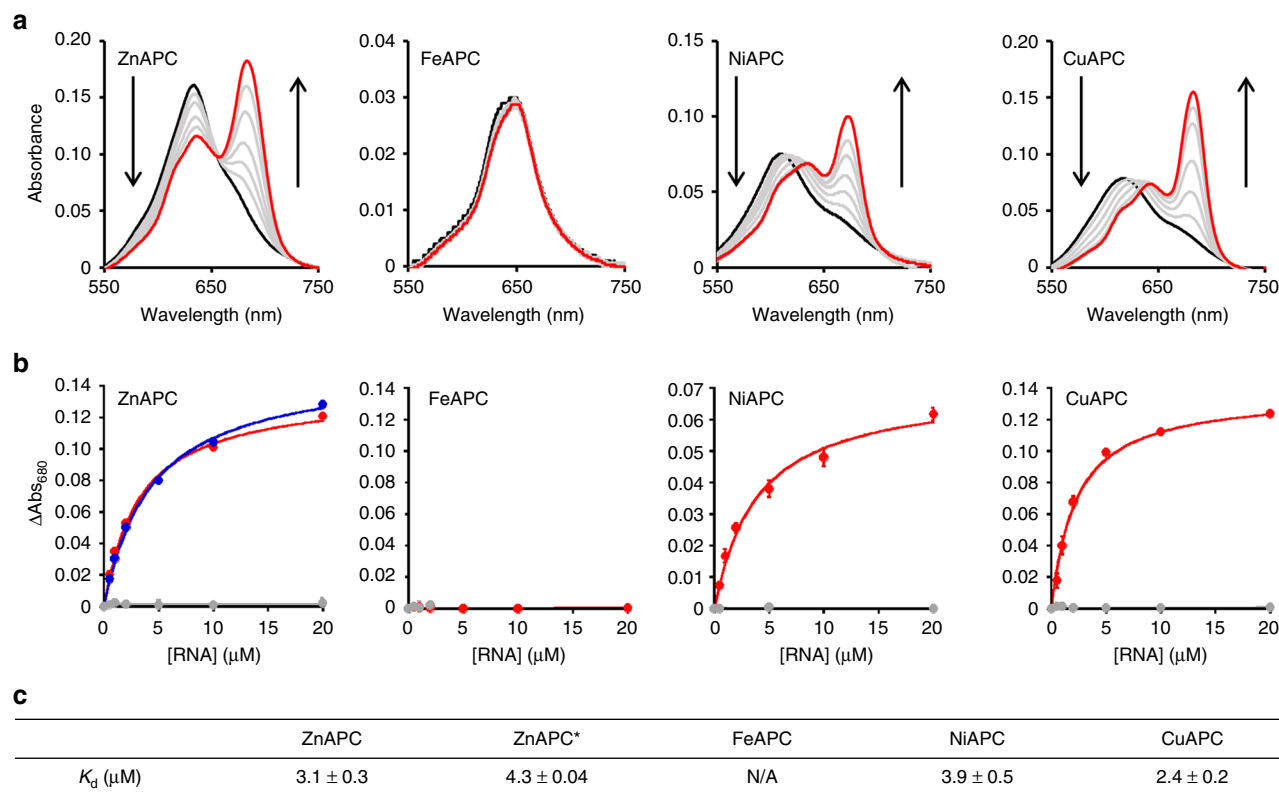 a
ZnAPC
FeAPC
NiAPC
CuAPC
Absorbance
0.20
0.15
0.10
0.05
0
0.04
0.03
0.02
0.01
0
0.15
0.10
0.05
0
0.20
0.15
0.10
0.05
0
550 650 750
550 650 750
550 650 750
550 650 750
Wavelength (nm)
Wavelength (nm)
Wavelength (nm)
Wavelength (nm)
b
ZnAPC
FeAPC
NiAPC
CuAPC
ΔAbs₆₈₀
0.14
0.12
0.10
0.08
0.06
0.04
0.02
0
0.14
0.12
0.10
0.08
0.06
0.04
0.02
0
0.07
0.06
0.05
0.04
0.03
0.02
0.01
0
0.14
0.12
0.10
0.08
0.06
0.04
0.02
0.00
0 5 10 15 20
0 5 10 15 20
0 5 10 15 20
0 5 10 15 20
[RNA] (μM)
[RNA] (μM)
[RNA] (μM)
[RNA] (μM)
c
ZnAPC ZnAPC* FeAPC NiAPC CuAPC
Kd (μM) 3.1 ± 0.3 4.3 ± 0.04 N/A 3.9 ± 0.5 2.4 ± 0.2